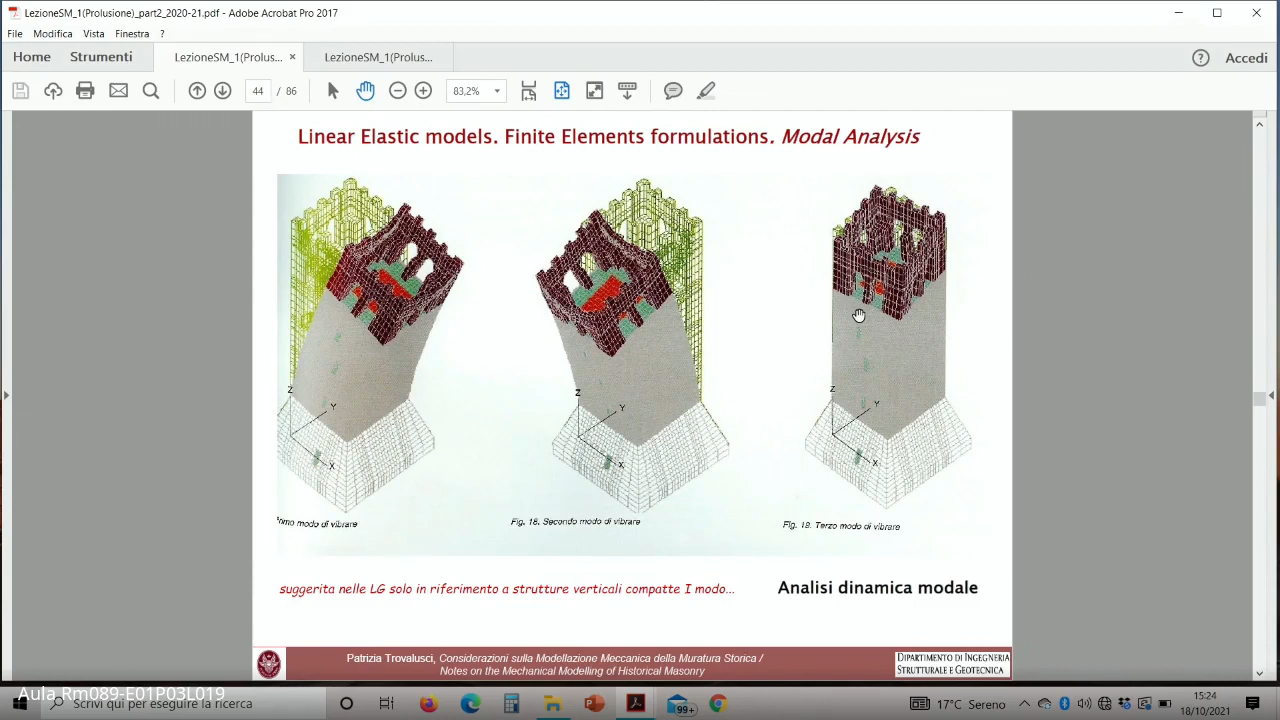 LezioneSM_1(Prolusione)_part2_2020-21.pdf - Adobe Acrobat Pro 2017
File Modifica Vista Finestra ?
Home Strumenti LezioneSM_1(Prolus... × LezioneSM_1(Prolus... Accedi
44 / 86 83,2%
Linear Elastic models. Finite Elements formulations. Modal Analysis
Z Y X
Z Y X
Z Y X
modo di vibrare
Fig. 18. Secondo modo di vibrare
Fig. 19. Terzo modo di vibrare
suggerita nelle LG solo in riferimento a strutture verticali compatte I modo...
Analisi dinamica modale
Patrizia Trovalusci, Considerazioni sulla Modellazione Meccanica della Muratura Storica /
Notes on the Mechanical Modelling of Historical Masonry
DIPARTIMENTO DI INGEGNERIA
STRUTTURALE E GEOTECNICA
Aula Rm089-E01P03L019
Scrivi qui per eseguire la ricerca
99+
17°C Sereno
15:24
18/10/2021